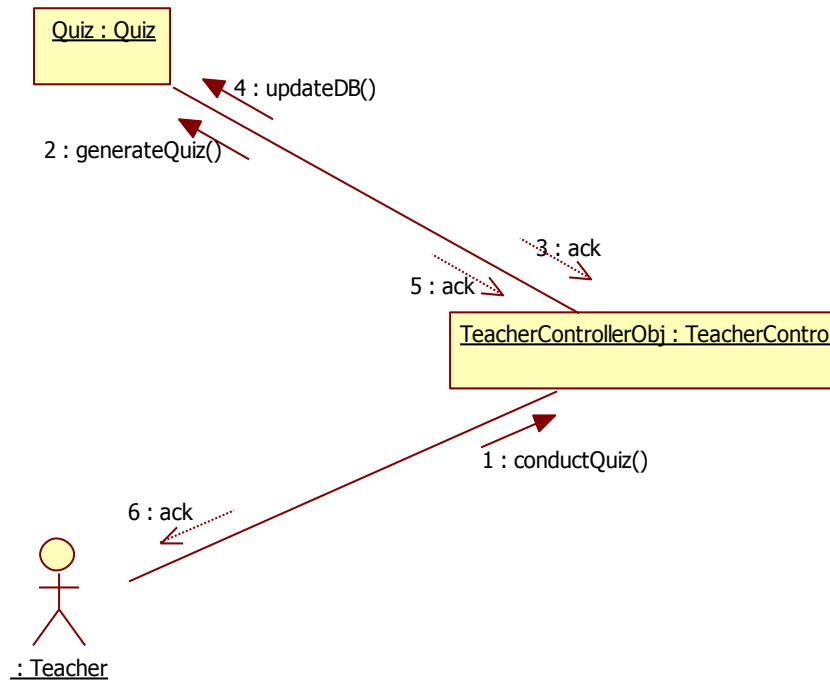 Quiz : Quiz
4 : updateDB()
2 : generateQuiz()
3 : ack
5 : ack
TeacherControllerObj : TeacherContro
1 : conductQuiz()
6 : ack
: Teacher